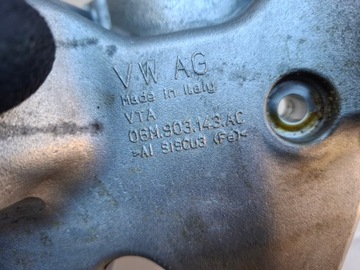 VW AG
Made in Italy
VTA
06M.903.143.AC
>Al Si9Cu3 (Fe)<